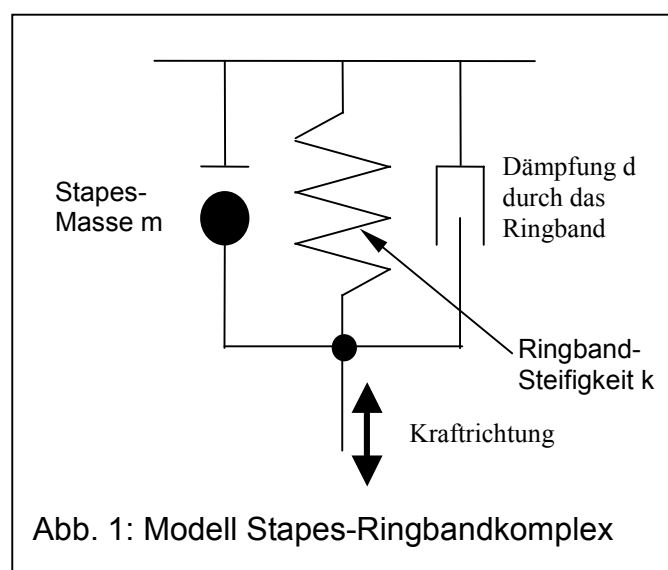 Stapes-
Masse m
Dämpfung d
durch das
Ringband
Ringband-
Steifigkeit k
Kraftrichtung
Abb. 1: Modell Stapes-Ringbandkomplex